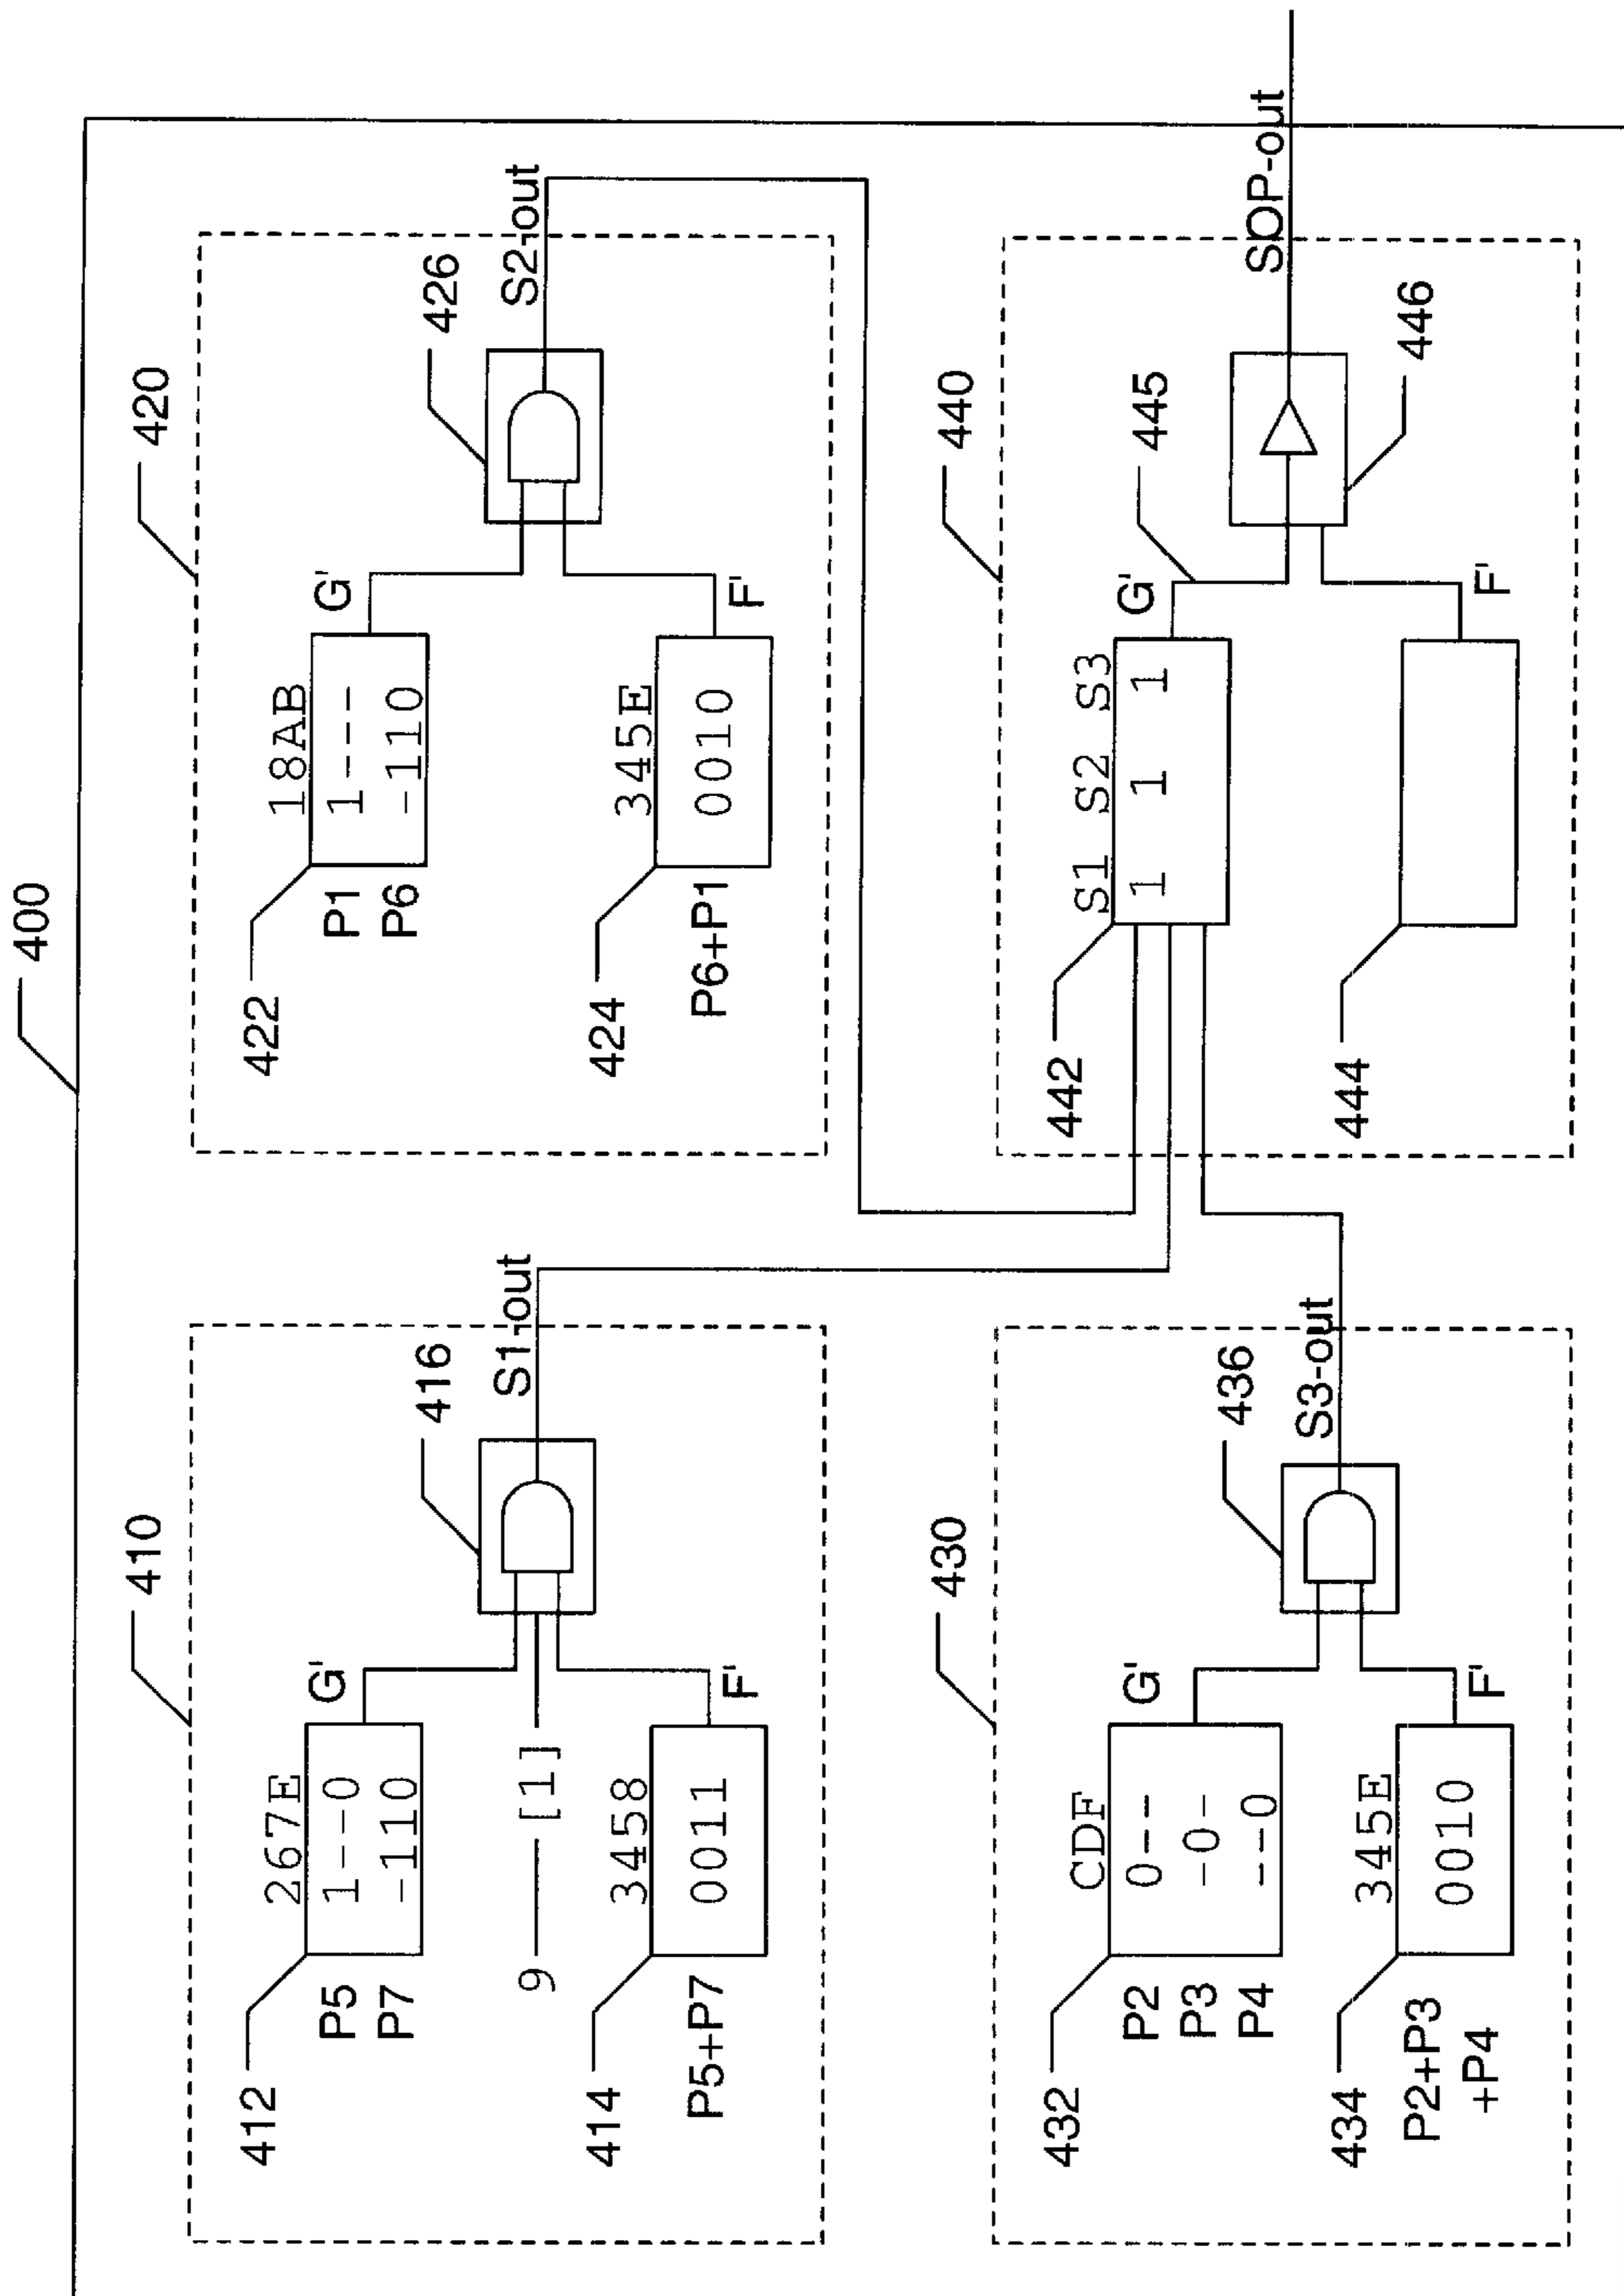 400
410
412
267E
P5 1--0
P7 -110
G'
416
S1-out
9 [1]
414
3458
P5+P7 0011
F'
420
422
18AB
P1 1---
P6 -110
G'
426
S2-out
424
345E
P6+P1 0010
F'
430
432
CDF
P2 0--
P3 -0-
P4 --0
G'
436
S3-out
434
345E
P2+P3 0010
+P4
F'
440
442
S1 S2 S3
1 1 1
G'
445
SOP-out
446
444
F'